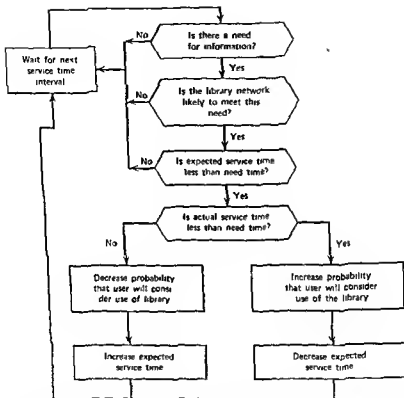 Is there a need
for information?
No
Yes
Wait for next
service time
interval
Is the library network
likely to meet this
need?
No
Yes
Is expected service time
less than need time?
No
Yes
Is actual service time
less than need time?
No
Yes
Decrease probability
that user will consi
der use of library
Increase probability
that user will consider
use of the library
Increase expected
service time
Decrease expected
service time